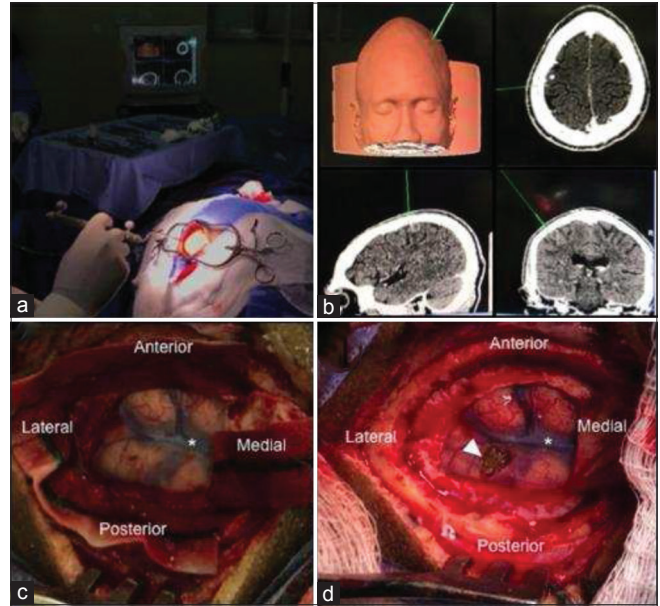 a
b
Anterior
Lateral
*
Medial
Posterior
c
Anterior
Medial
*
Lateral
Posterior
d